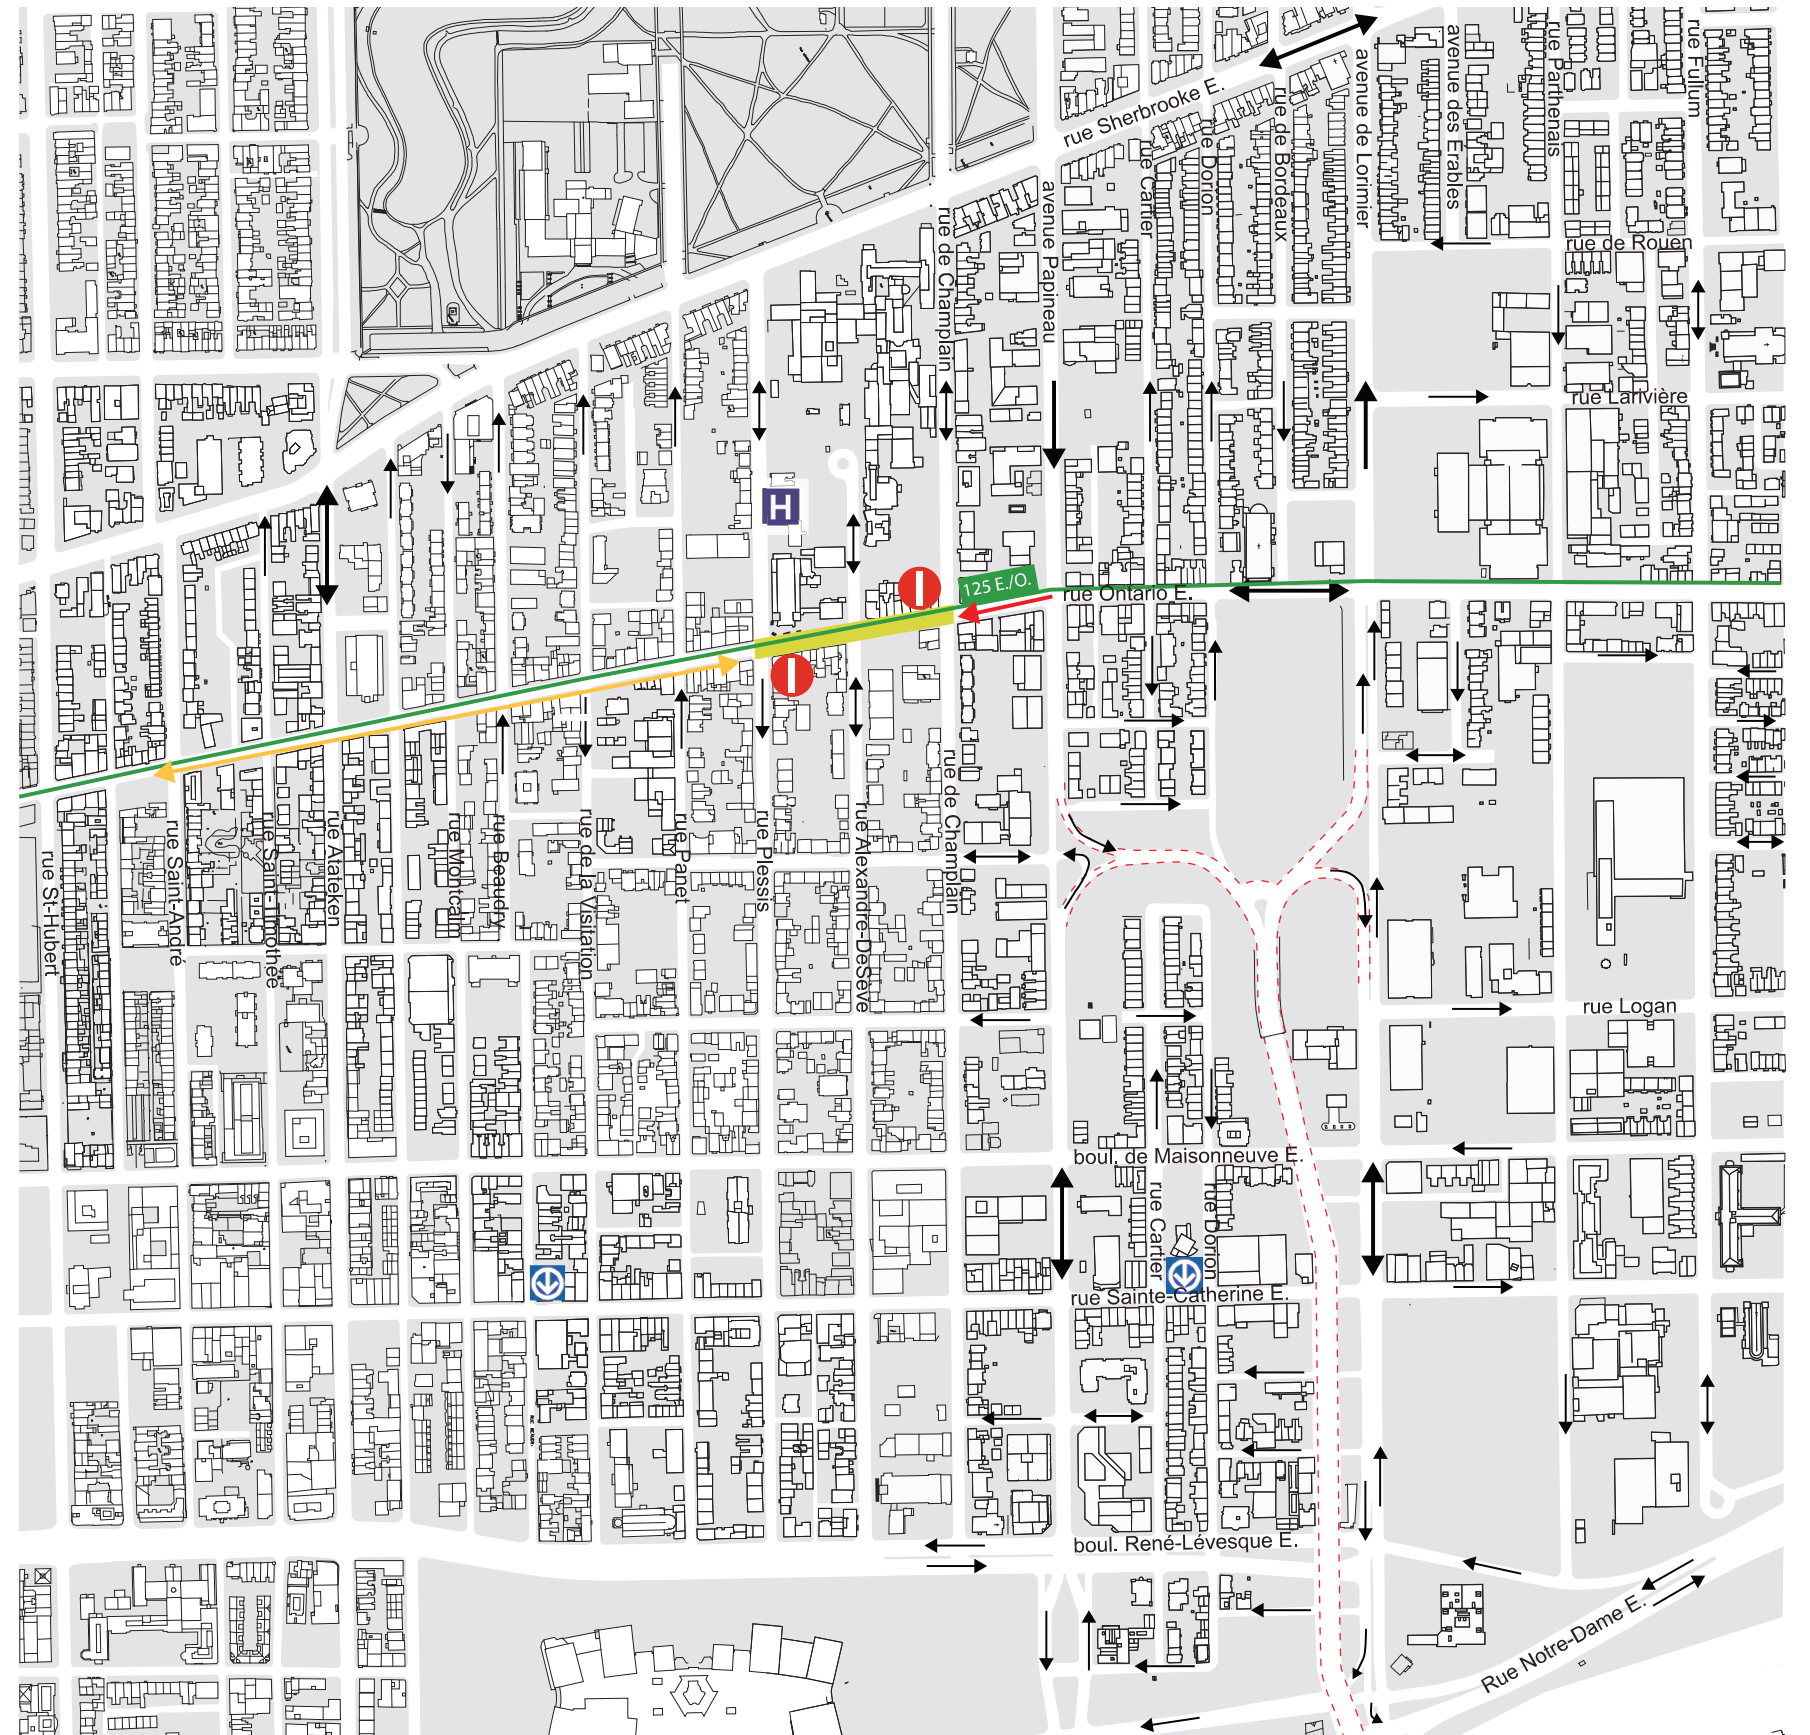 rue Sherbrooke E.
avenue de Lorimier
avenue des Érables
rue Parthenais
rue Fullum
rue Cartier
rue Dorion
rue de Bordeaux
avenue Papineau
rue de Champlain
rue de Rouen
rue Larivière
H
125 E./O.
rue Ontario E.
rue St-Hubert
rue Saint-André
rue Saint-Timothée
rue Atateken
rue Montcalm
rue Beaudry
rue de la Visitation
rue Panet
rue Plessis
rue Alexandre-DeSève
rue de Champlain
rue Logan
boul. de Maisonneuve E.
rue Cartier
rue Dorion
rue Sainte-Catherine E.
boul. René-Lévesque E.
Rue Notre-Dame E.